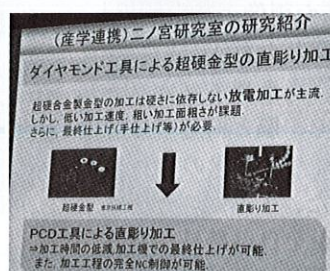 (産学連携)二ノ宮研究室の研究紹介
ダイヤモンド工具による超硬金型の直彫り加工
超硬合金製金型の加工は硬さに依存しない放電加工が主流.
しかし、低い加工速度、粗い加工面粗さが課題.
さらに、最終仕上げ(手仕上げ等)が必要.
超硬金型
直彫り加工
PCD工具による直彫り加工
⇒加工時間の低減,加工機での最終仕上げが可能.
また、加工工程の完全NC制御が可能.